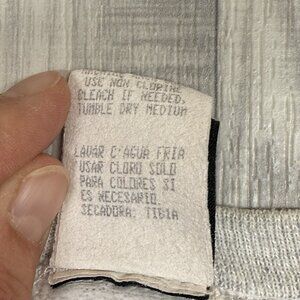 USE NON CLORINE
BLEACH IF NEEDED.
TUMBLE DRY MEDIUM
LAVAR C/AGUA FRIA
USAR CLORO SOLO
PARA COLORES SI
ES NECESARIO.
SECADORA: TIBIA